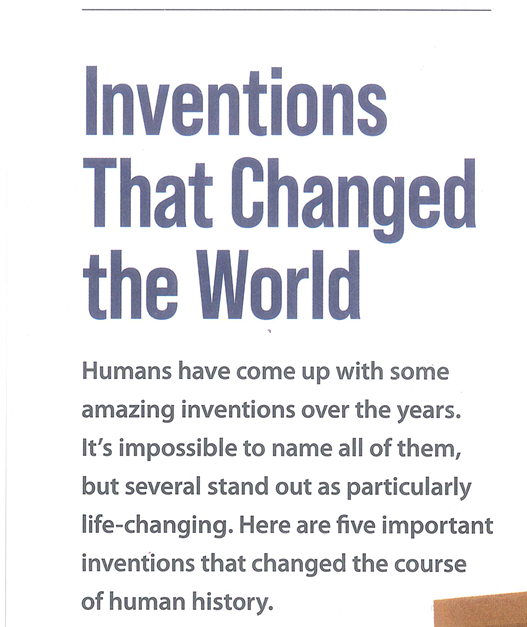 Inventions
That Changed
the World
Humans have come up with some
amazing inventions over the years.
It's impossible to name all of them,
but several stand out as particularly
life-changing. Here are five important
inventions that changed the course
of human history.